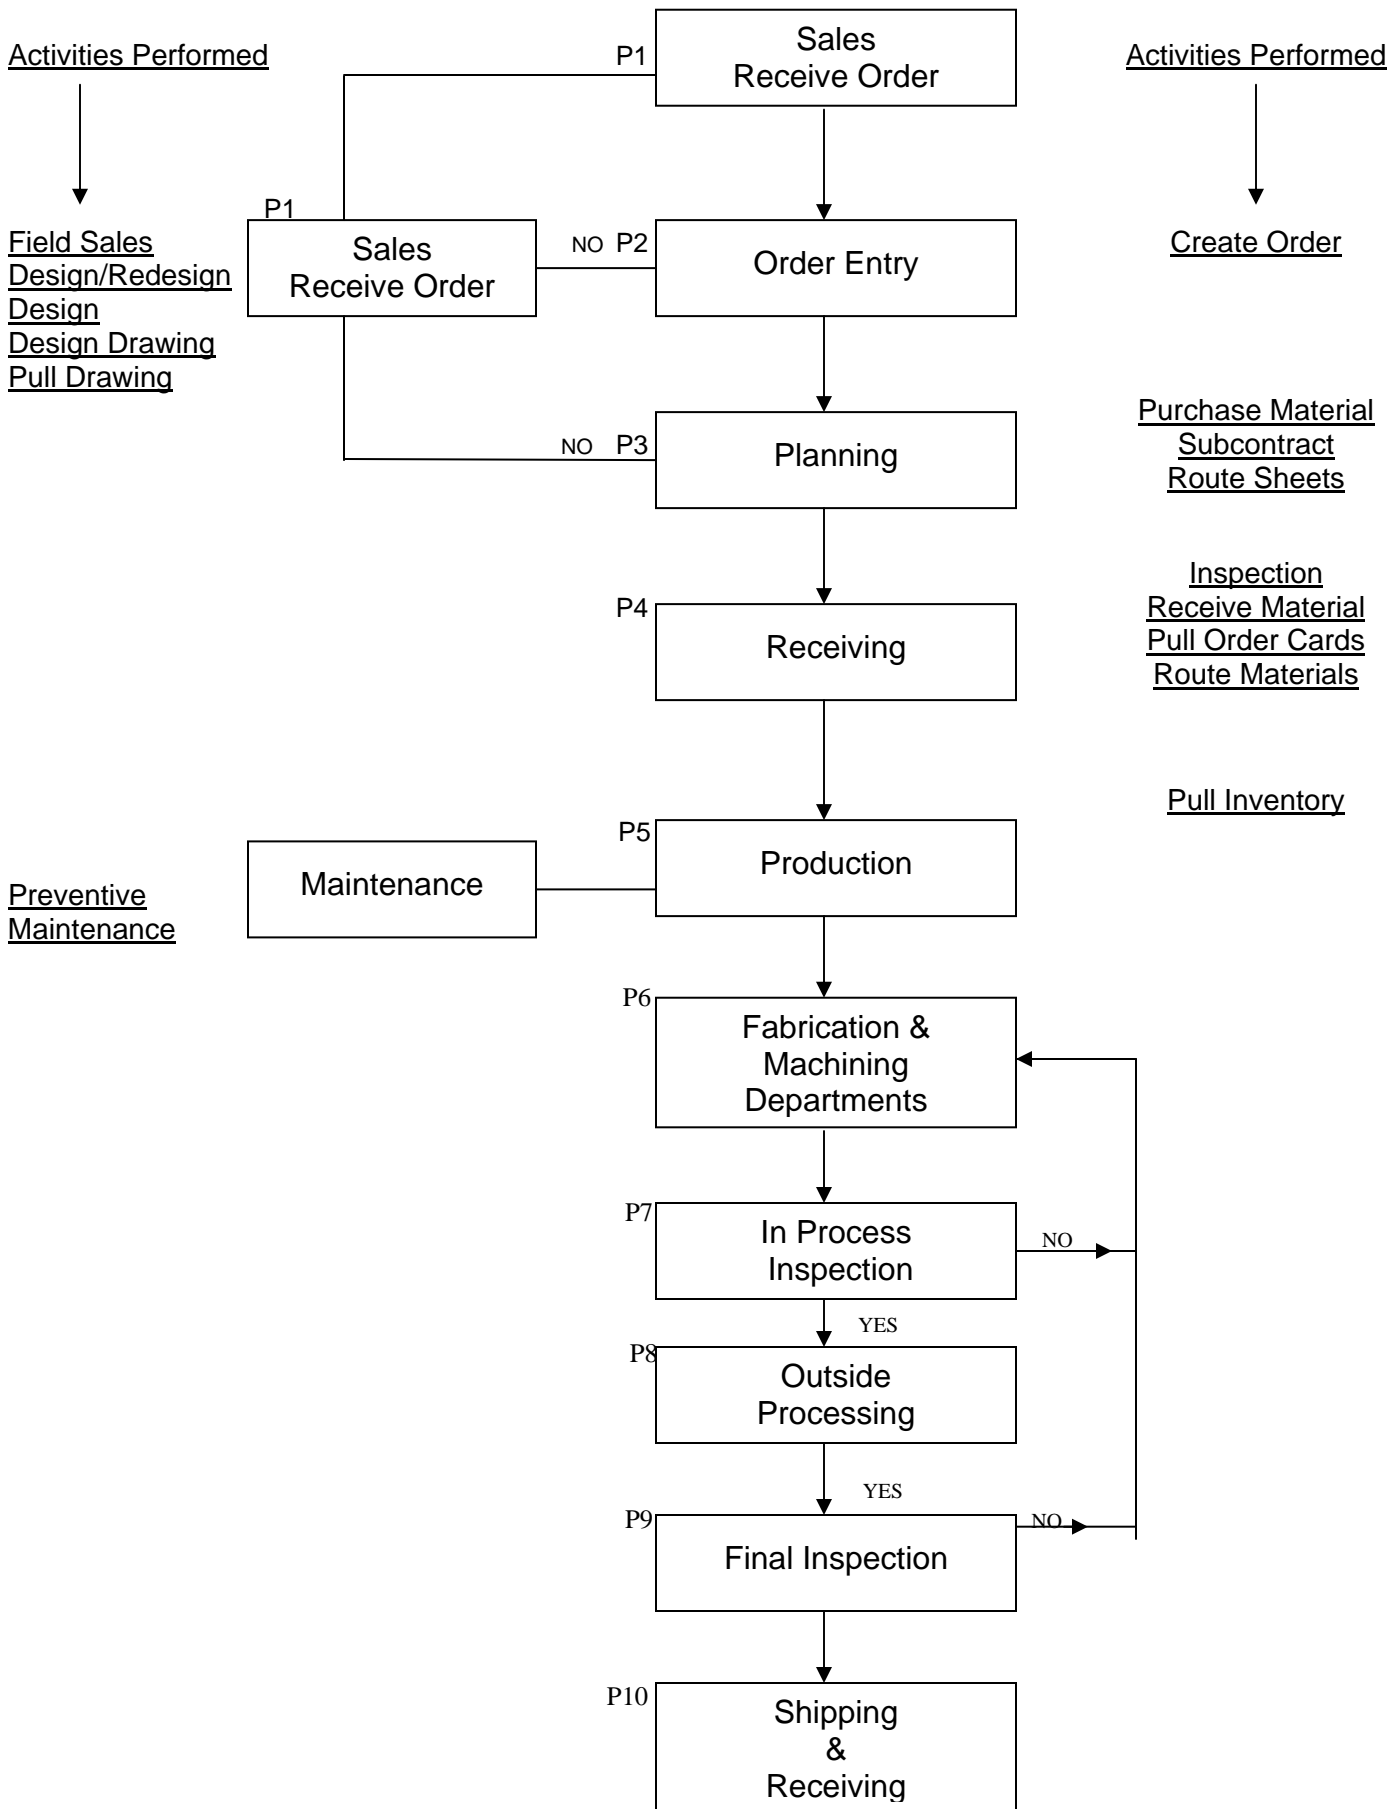 Activities Performed
P1
Sales
Receive Order
Activities Performed
P1
Field Sales
Design/Redesign
Design
Design Drawing
Pull Drawing
Sales
Receive Order
NO P2
Order Entry
Create Order
NO P3
Planning
Purchase Material
Subcontract
Route Sheets
P4
Receiving
Inspection
Receive Material
Pull Order Cards
Route Materials
Pull Inventory
P5
Production
Maintenance
Preventive
Maintenance
P6
Fabrication &
Machining
Departments
P7
In Process
Inspection
NO
YES
P8
Outside
Processing
YES
P9
Final Inspection
NO
P10
Shipping
&
Receiving